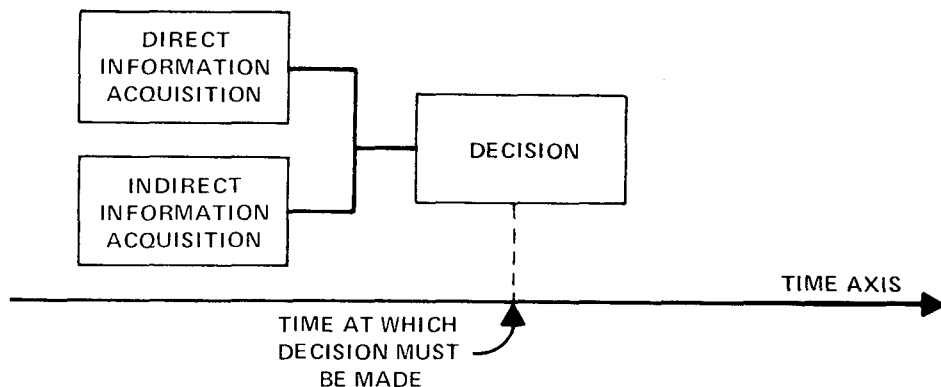 DIRECT
INFORMATION
ACQUISITION
DECISION
INDIRECT
INFORMATION
ACQUISITION
TIME AXIS
TIME AT WHICH
DECISION MUST
BE MADE